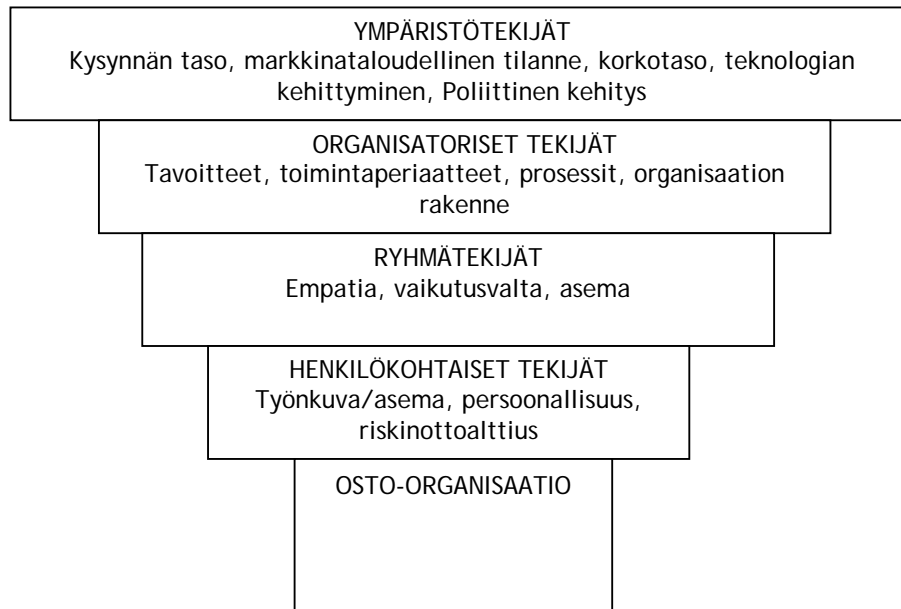 YMPÄRISTÖTEKIJÄT
Kysynnän taso, markkinataloudellinen tilanne, korkotaso, teknologian
kehittyminen, Poliittinen kehitys
ORGANISATORISET TEKIJÄT
Tavoitteet, toimintaperiaatteet, prosessit, organisaation
rakenne
RYHMÄTEKIJÄT
Empatia, vaikutusvalta, asema
HENKILÖKOHTAISET TEKIJÄT
Työnkuva/asema, persoonallisuus,
riskinottoalttius
OSTO-ORGANISAATIO